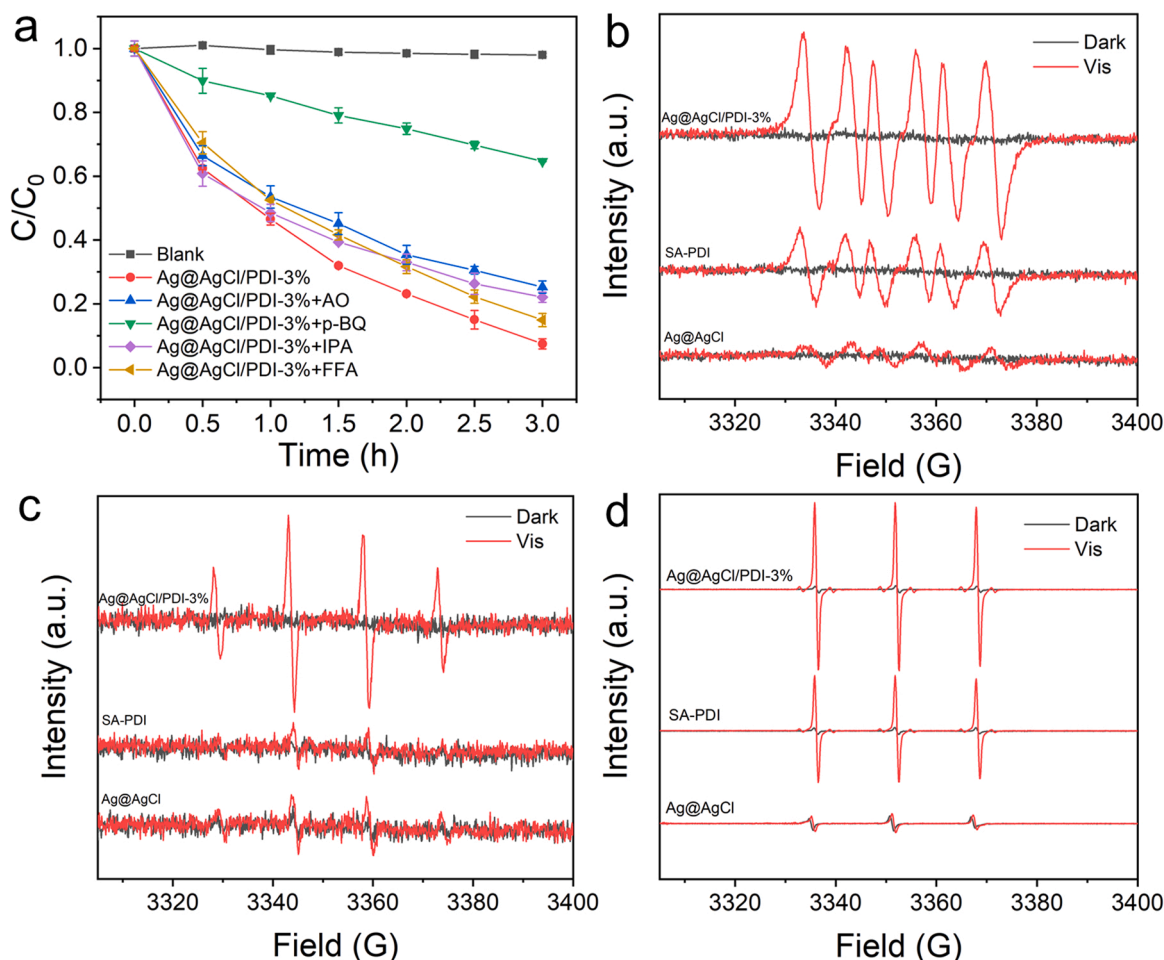 a
C/C0
1.0
0.8
0.6
0.4
0.2
0.0
Blank
Ag@AgCl/PDI-3%
Ag@AgCl/PDI-3%+AO
Ag@AgCl/PDI-3%+p-BQ
Ag@AgCl/PDI-3%+IPA
Ag@AgCl/PDI-3%+FFA
0.0 0.5 1.0 1.5 2.0 2.5 3.0
Time (h)
b
Intensity (a.u.)
Dark
Vis
Ag@AgCl/PDI-3%
SA-PDI
Ag@AgCl
3320 3340 3360 3380 3400
Field (G)
c
Intensity (a.u.)
Dark
Vis
Ag@AgCl/PDI-3%
SA-PDI
Ag@AgCl
3320 3340 3360 3380 3400
Field (G)
d
Intensity (a.u.)
Dark
Vis
Ag@AgCl/PDI-3%
SA-PDI
Ag@AgCl
3320 3340 3360 3380 3400
Field (G)